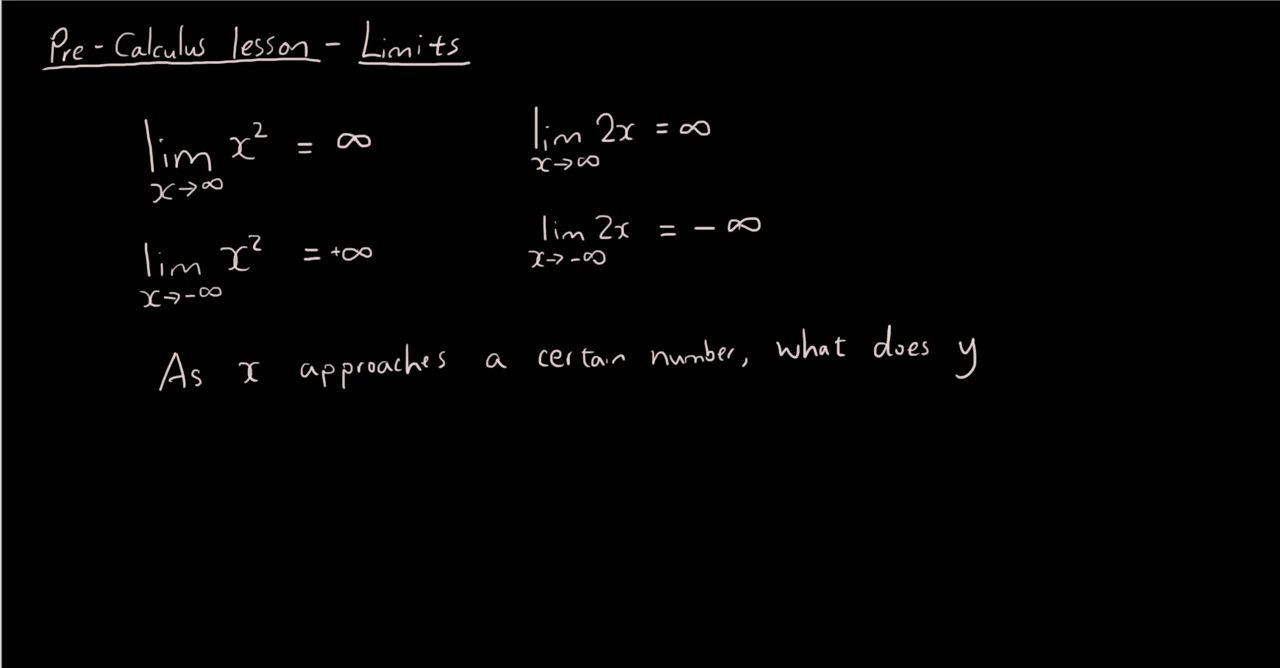 Pre-Calculus lesson - Limits
lim x² = ∞
x→∞
lim 2x = ∞
x→∞
lim x² = +∞
x→-∞
lim 2x = - ∞
x→-∞
As x approaches a certain number, what does y